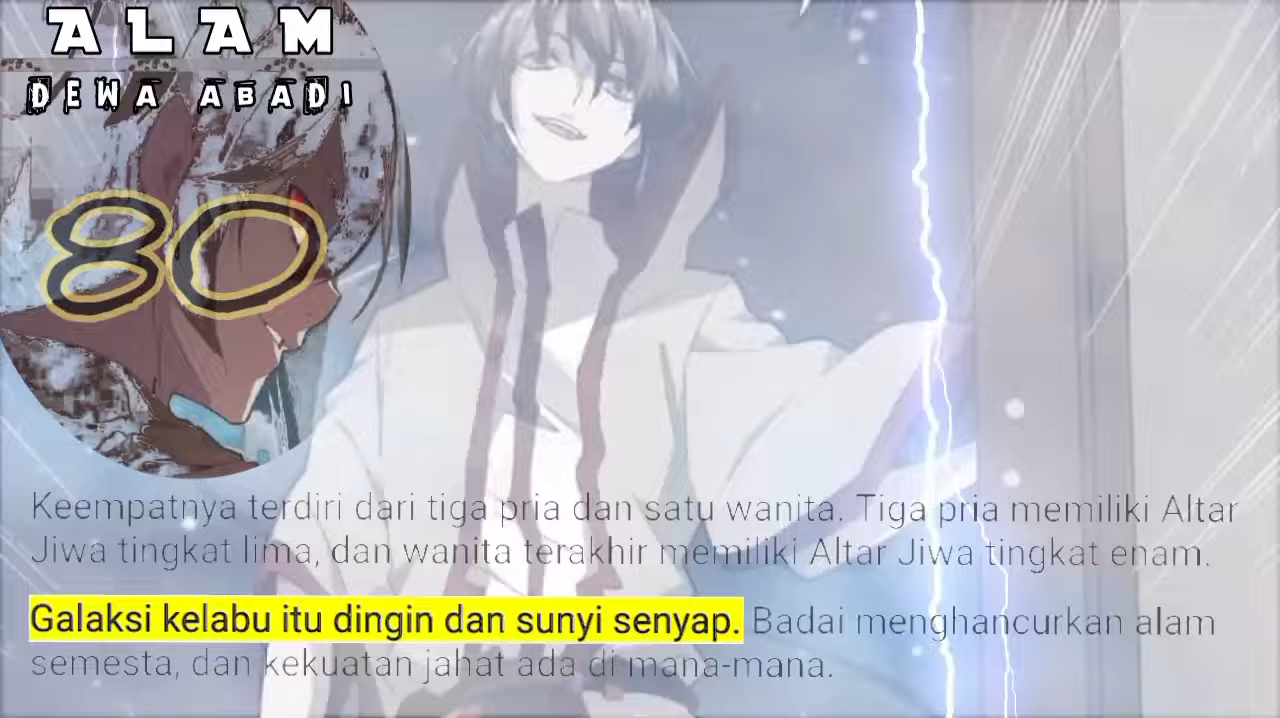 ALAM
DEWA ABADI
80
Keempatnya terdiri dari tiga pria dan satu wanita. Tiga pria memiliki Altar
Jiwa tingkat lima, dan wanita terakhir memiliki Altar Jiwa tingkat enam.
Galaksi kelabu itu dingin dan sunyi senyap. Badai menghancurkan alam
semesta, dan kekuatan jahat ada di mana-mana.